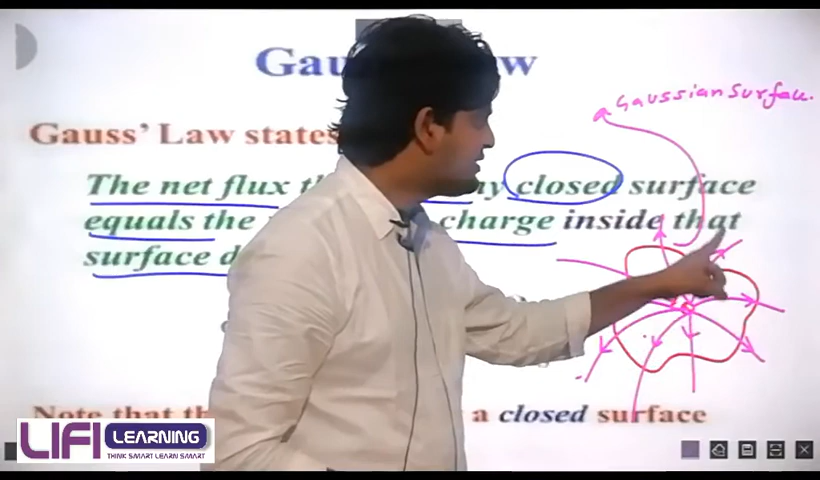 Gau w
Gaussian Surface.
Gauss' Law states
The net flux t ny closed surface
equals the charge inside that
surface d
Note that th a closed surface
LIFI LEARNING
THINK SMART LEARN SMART